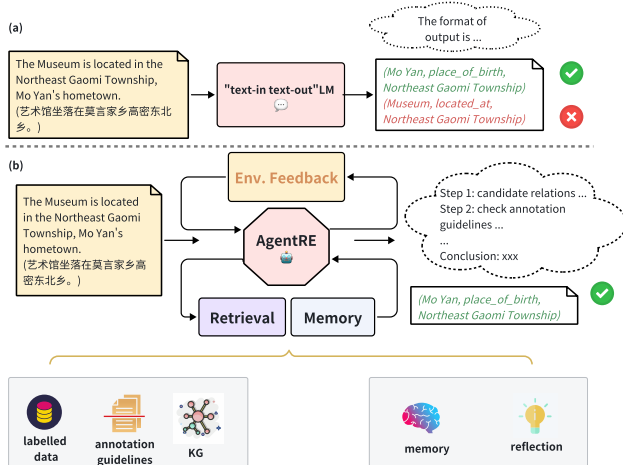 (a)
The format of
output is ...
The Museum is located in the
Northeast Gaomi Township,
Mo Yan's hometown.
(艺术馆坐落在莫言家乡高密东北
乡。)
"text-in text-out"LM
(Mo Yan, place_of_birth,
Northeast Gaomi Township)
(Museum, located_at,
Northeast Gaomi Township)
(b)
The Museum is located
in the Northeast Gaomi
Township, Mo Yan's
hometown.
(艺术馆坐落在莫言家乡高
密东北乡。)
Env. Feedback
AgentRE
Retrieval
Memory
Step 1: candidate relations ...
Step 2: check annotation
guidelines ...
...
Conclusion: xxx
(Mo Yan, place_of_birth,
Northeast Gaomi Township)
labelled
data
annotation
guidelines
KG
memory
reflection